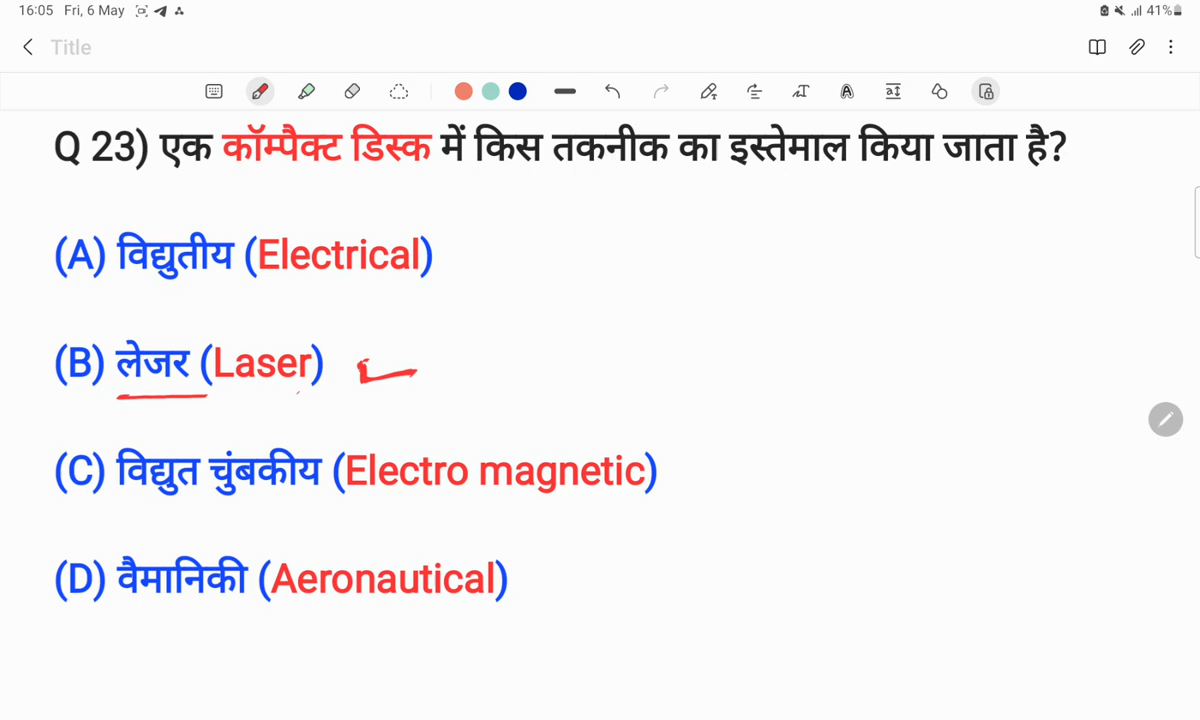 16:05 Fri, 6 May 41%
Title
Q 23) एक कॉम्पैक्ट डिस्क में किस तकनीक का इस्तेमाल किया जाता है?
(A) विद्युतीय (Electrical)
(B) लेजर (Laser)
(C) विद्युत चुंबकीय (Electro magnetic)
(D) वैमानिकी (Aeronautical)